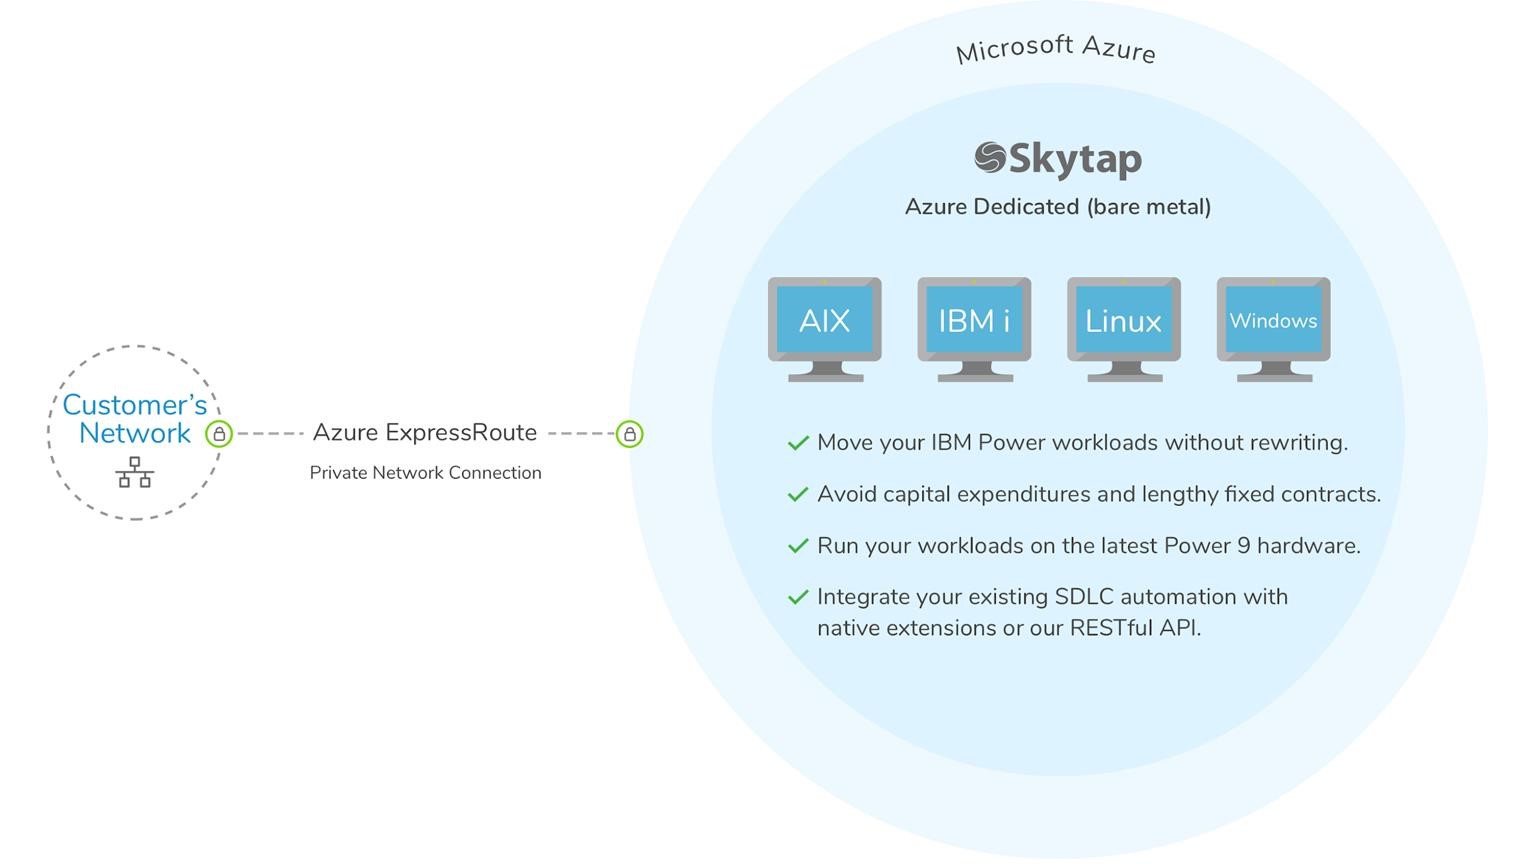 Microsoft Azure
Skytap
Azure Dedicated (bare metal)
AIX
IBM i
Linux
Windows
Customer's
Network
Azure ExpressRoute
Private Network Connection
Move your IBM Power workloads without rewriting.
Avoid capital expenditures and lengthy fixed contracts.
Run your workloads on the latest Power 9 hardware.
Integrate your existing SDLC automation with
native extensions or our RESTful API.